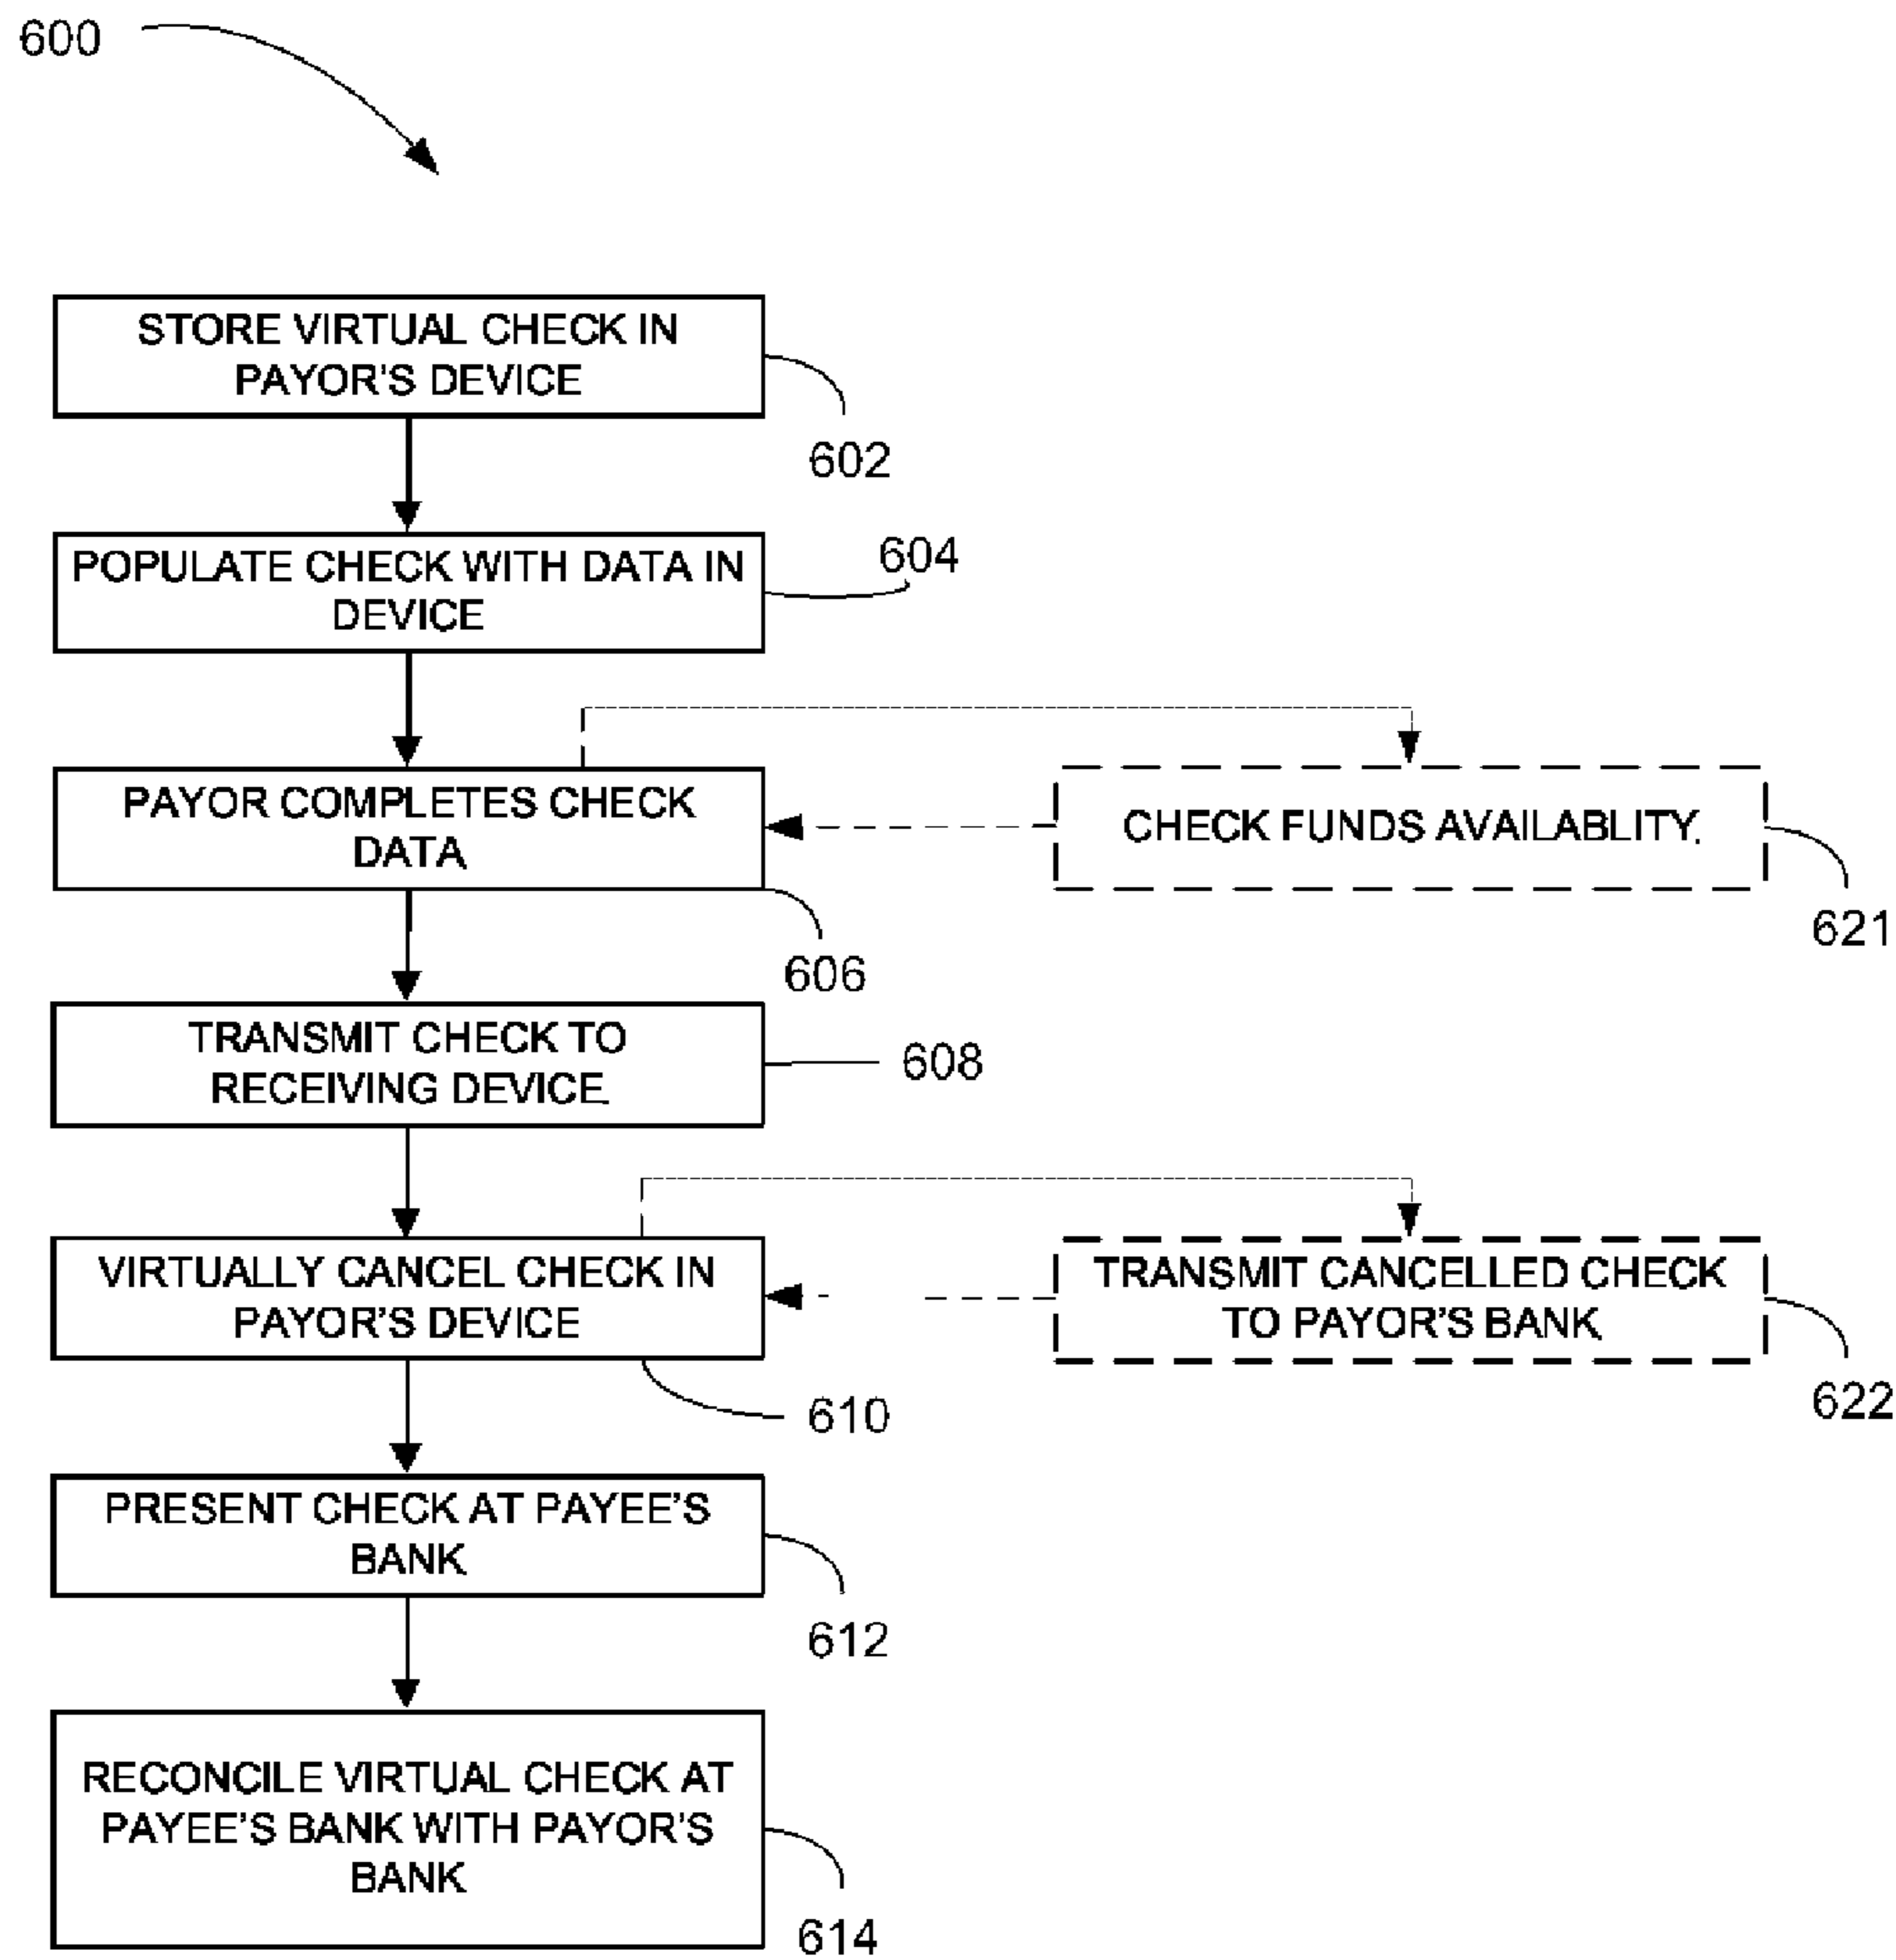 600
STORE VIRTUAL CHECK IN
PAYOR'S DEVICE
602
POPULATE CHECK WITH DATA IN
DEVICE
604
PAYOR COMPLETES CHECK
DATA.
606
CHECK FUNDS AVAILABLITY.
621
TRANSMIT CHECK TO
RECEIVING DEVICE.
608
VIRTUALLY CANCEL CHECK IN
PAYOR'S DEVICE
610
TRANSMIT CANCELLED CHECK
TO PAYOR'S BANK.
622
PRESENT CHECK AT PAYEE'S
BANK
612
RECONCILE VIRTUAL CHECK AT
PAYEE'S BANK WITH PAYOR'S
BANK
614